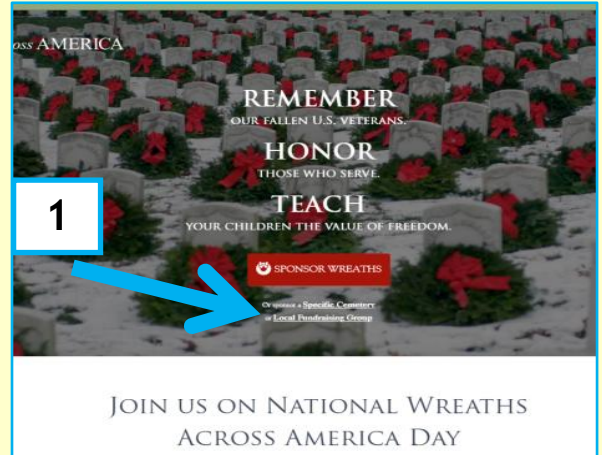 oss AMERICA
REMEMBER
OUR FALLEN U.S. VETERANS.
HONOR
THOSE WHO SERVE.
TEACH
YOUR CHILDREN THE VALUE OF FREEDOM.
1
SPONSOR WREATHS
Or sponsor a Specific Cemetery
or Local Fundraising Group
JOIN US ON NATIONAL WREATHS
ACROSS AMERICA DAY